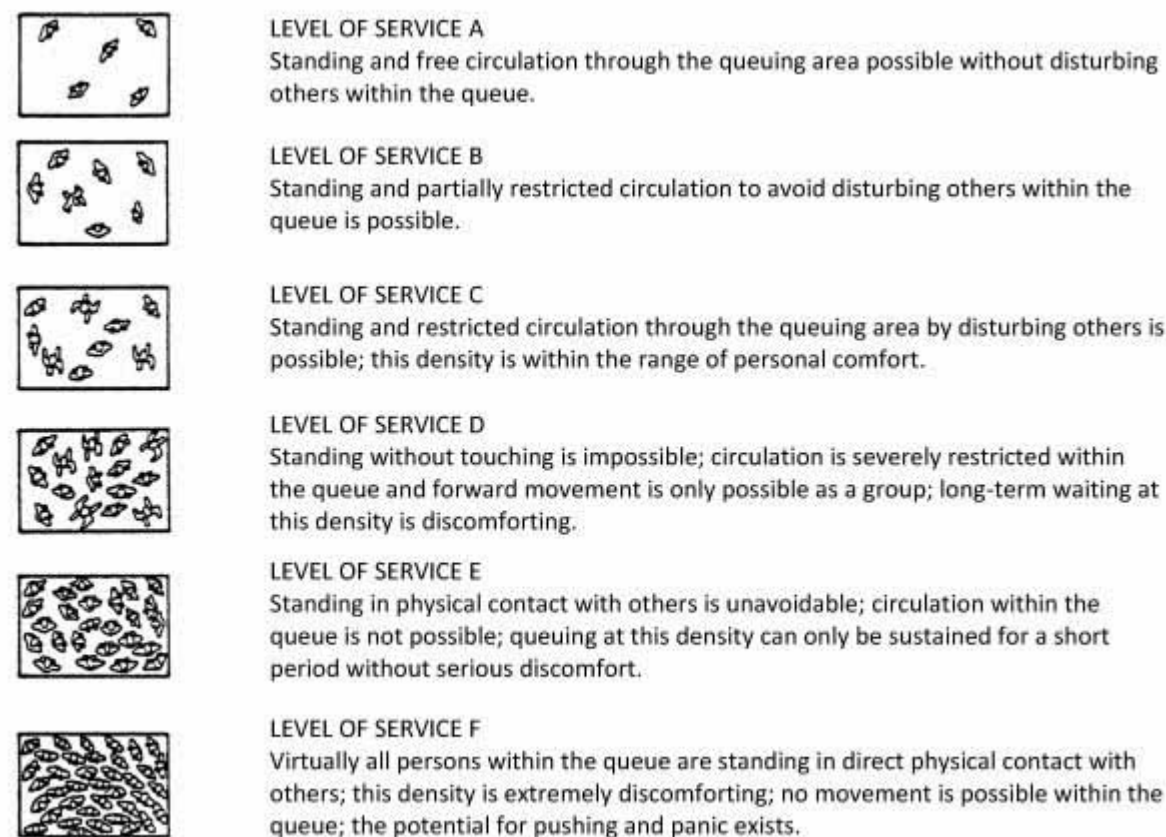 LEVEL OF SERVICE A
Standing and free circulation through the queuing area possible without disturbing
others within the queue.
LEVEL OF SERVICE B
Standing and partially restricted circulation to avoid disturbing others within the
queue is possible.
LEVEL OF SERVICE C
Standing and restricted circulation through the queuing area by disturbing others is
possible; this density is within the range of personal comfort.
LEVEL OF SERVICE D
Standing without touching is impossible; circulation is severely restricted within
the queue and forward movement is only possible as a group; long-term waiting at
this density is discomforting.
LEVEL OF SERVICE E
Standing in physical contact with others is unavoidable; circulation within the
queue is not possible; queuing at this density can only be sustained for a short
period without serious discomfort.
LEVEL OF SERVICE F
Virtually all persons within the queue are standing in direct physical contact with
others; this density is extremely discomforting; no movement is possible within the
queue; the potential for pushing and panic exists.